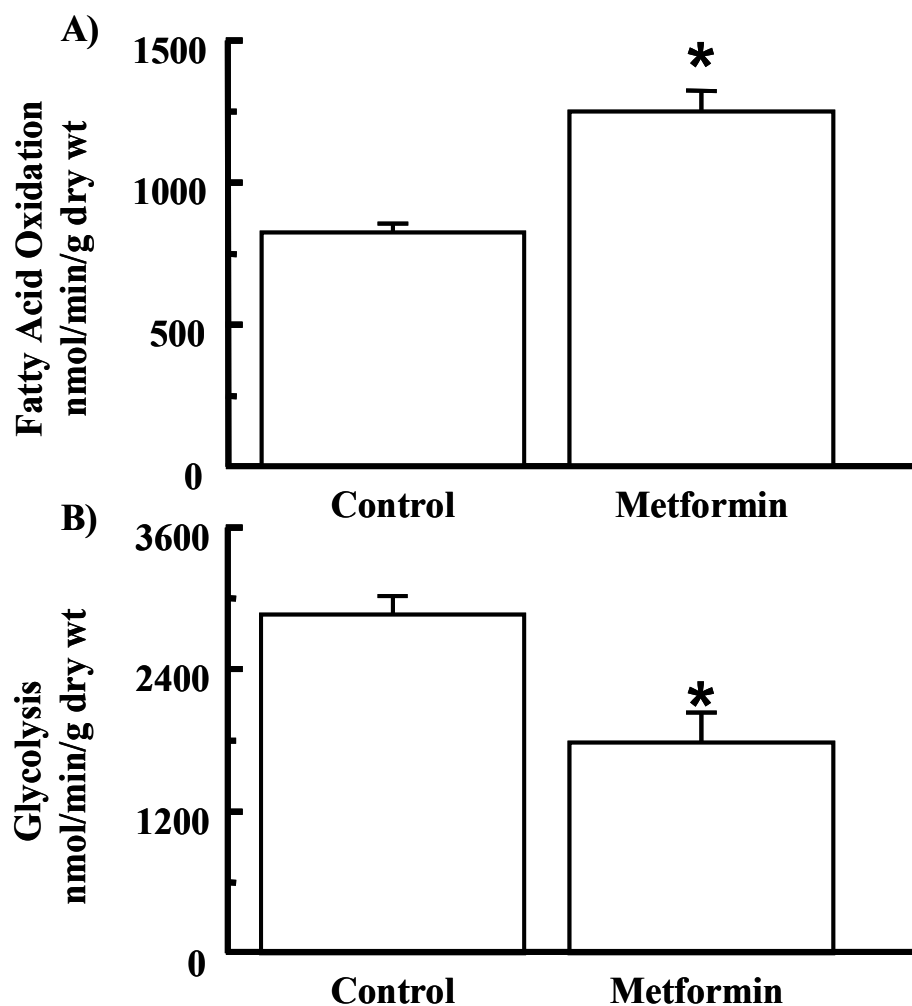 A)
1500
1000
500
0
Fatty Acid Oxidation
nmol/min/g dry wt
*
Control Metformin
B)
3600
2400
1200
0
Glycolysis
nmol/min/g dry wt
*
Control Metformin